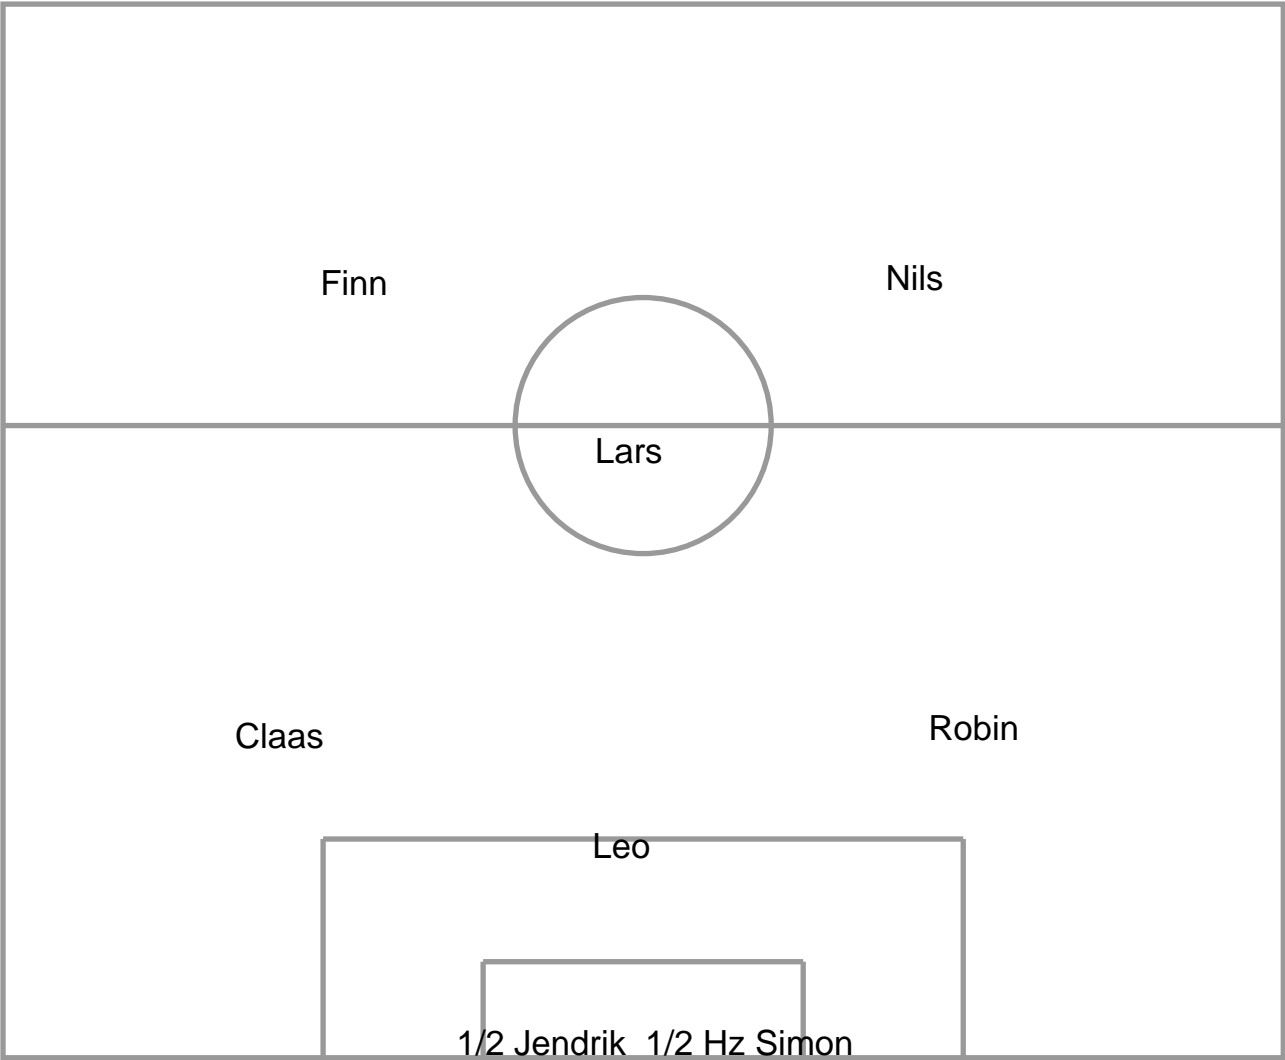 Finn
Nils
Lars
Claas
Robin
Leo
1/2 Jendrik  1/2 Hz Simon